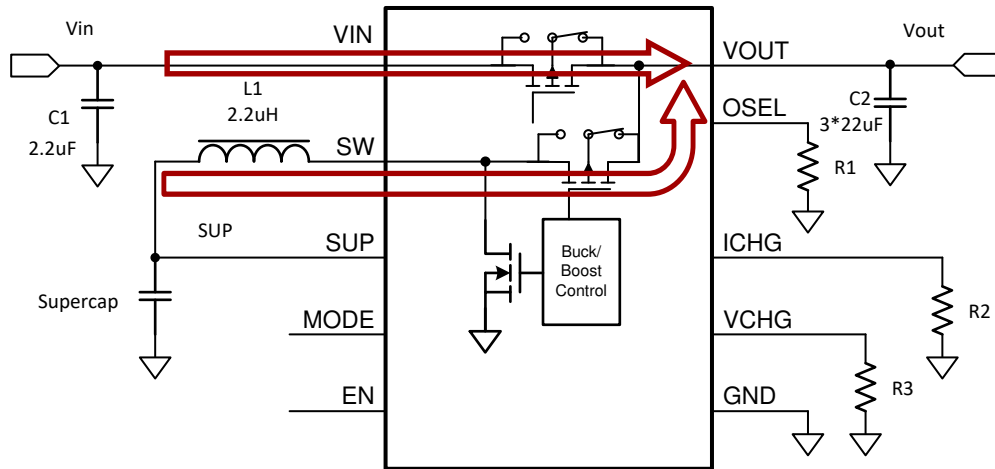 Vin
VIN
VOUT
Vout
C1
2.2uF
L1
2.2uH
SW
OSEL
C2
3*22uF
R1
SUP
SUP
Supercap
Buck/
Boost
Control
ICHG
R2
MODE
VCHG
R3
EN
GND